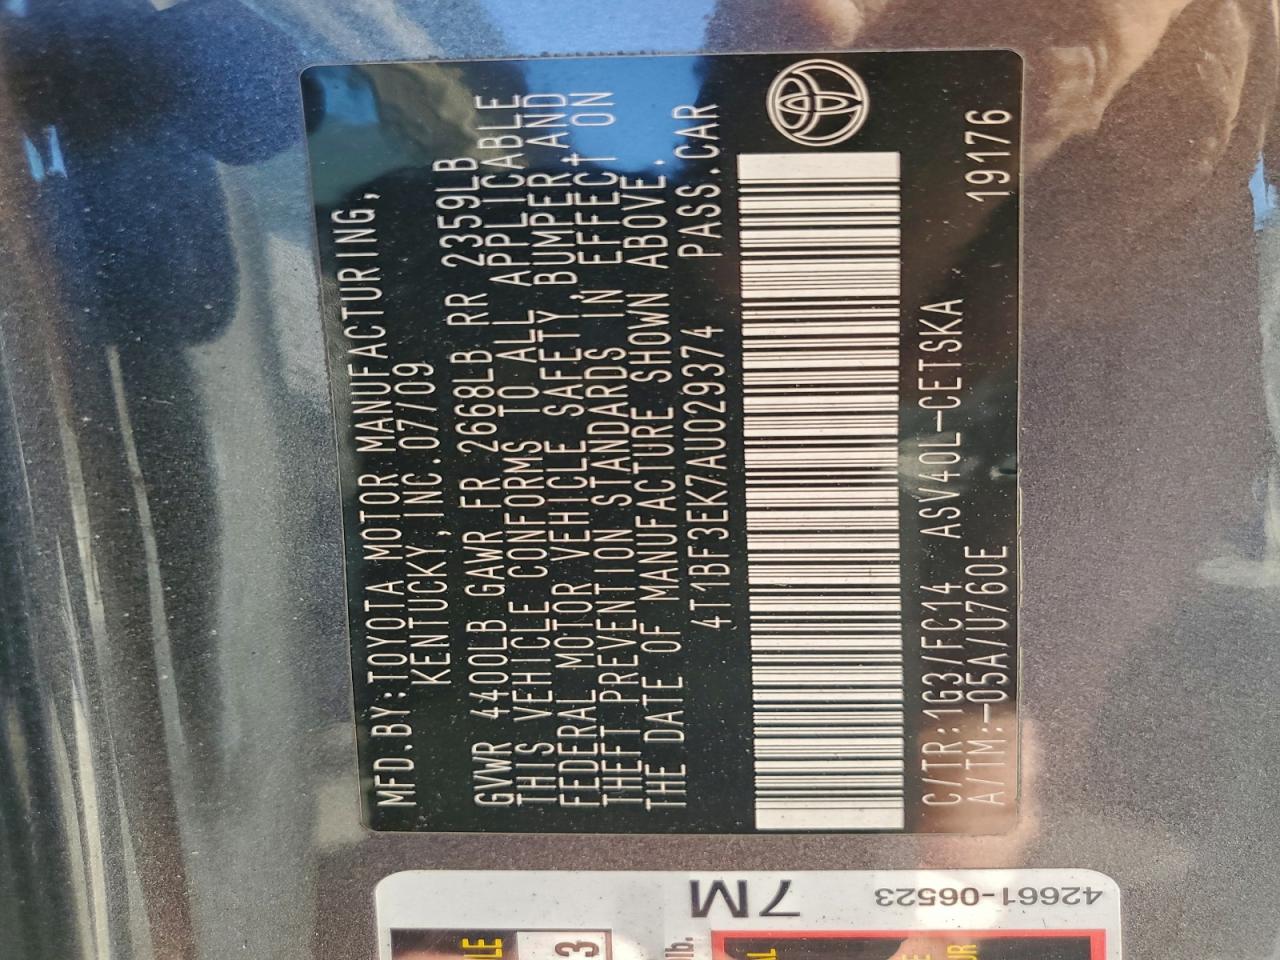 MFD.BY:TOYOTA MOTOR MANUFACTURING,
KENTUCKY,INC.07/09
GVWR 4400LB GAWR FR 2668LB RR 2359LB
THIS VEHICLE CONFORMS TO ALL APPLICABLE
FEDERAL MOTOR VEHICLE SAFETY,BUMPER,AND
THEFT PREVENTION STANDARDS IN EFFECT ON
THE DATE OF MANUFACTURE SHOWN ABOVE.
4T1BF3EK7AU029374 PASS.CAR
C/TR:1G3/FC14 ASV40L-CETSKA 19176
A/TM:-05A/U760E
7M
42661-06523
3
lb.